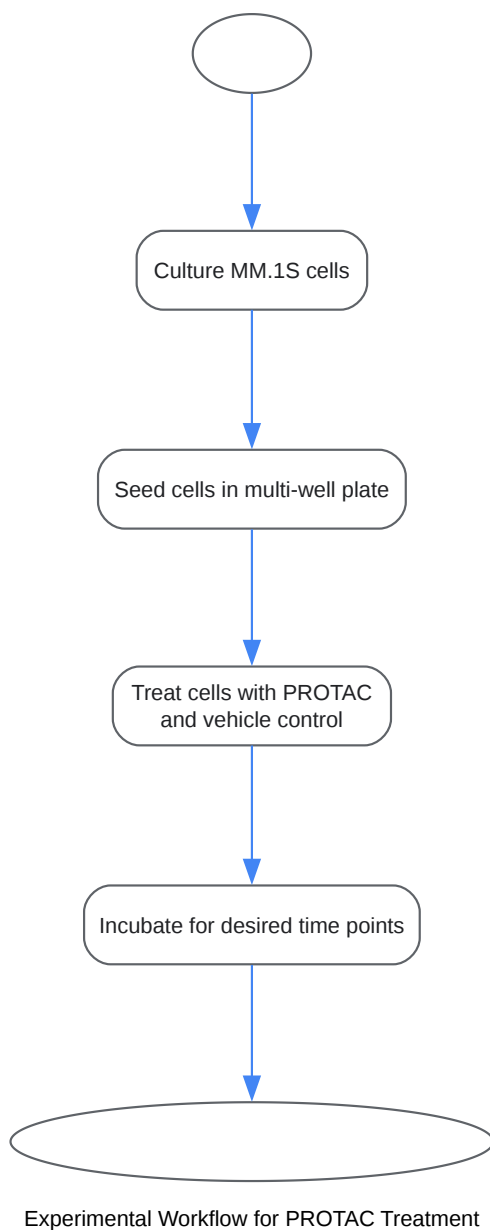 Culture MM.1S cells
Seed cells in multi-well plate
Treat cells with PROTAC
and vehicle control
Incubate for desired time points
Experimental Workflow for PROTAC Treatment